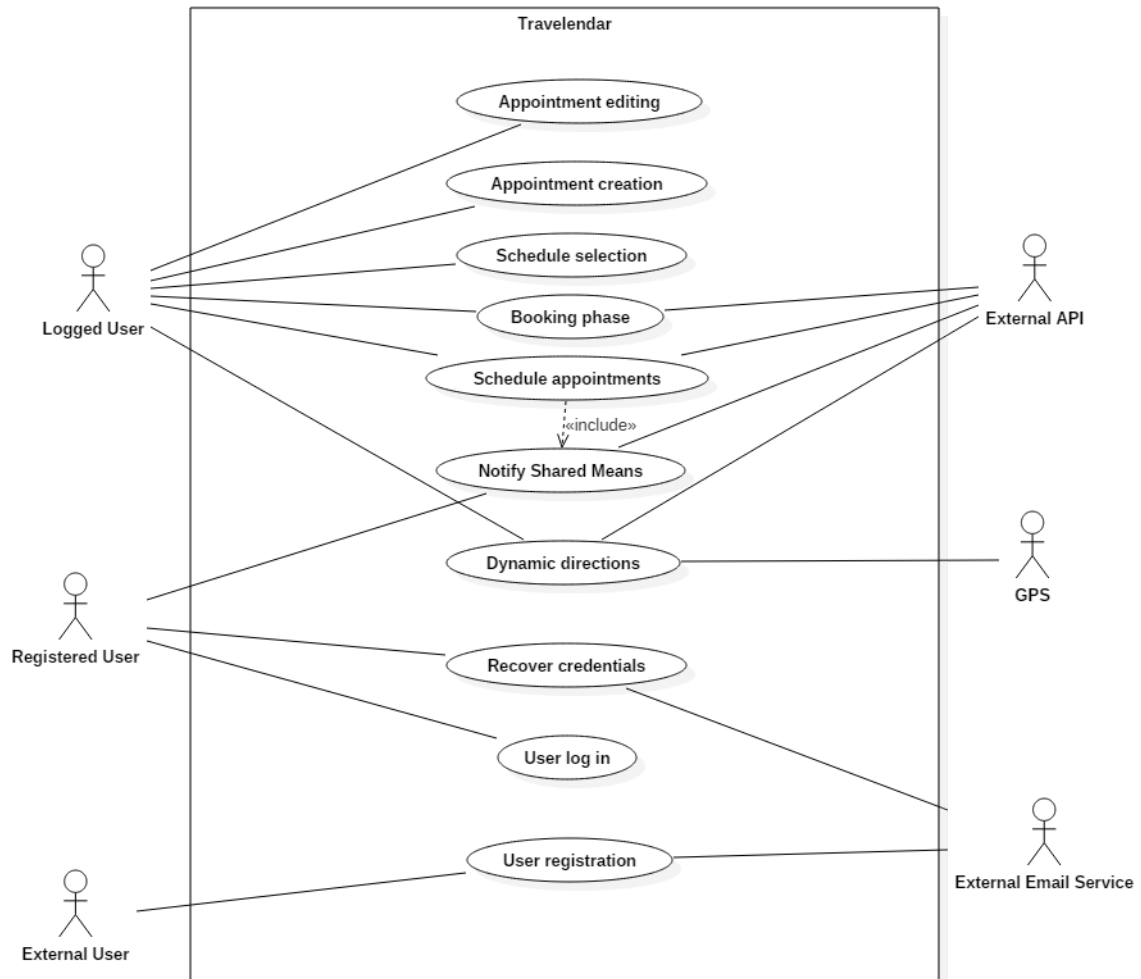 Travelendar
Appointment editing
Appointment creation
Schedule selection
Logged User
Booking phase
External API
Schedule appointments
«include»
Notify Shared Means
Dynamic directions
GPS
Registered User
Recover credentials
User log in
User registration
External Email Service
External User